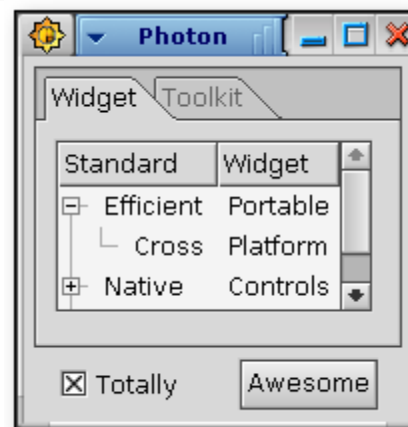 Photon
Widget Toolkit
Standard Widget
Efficient Portable
Cross Platform
Native Controls
Totally Awesome